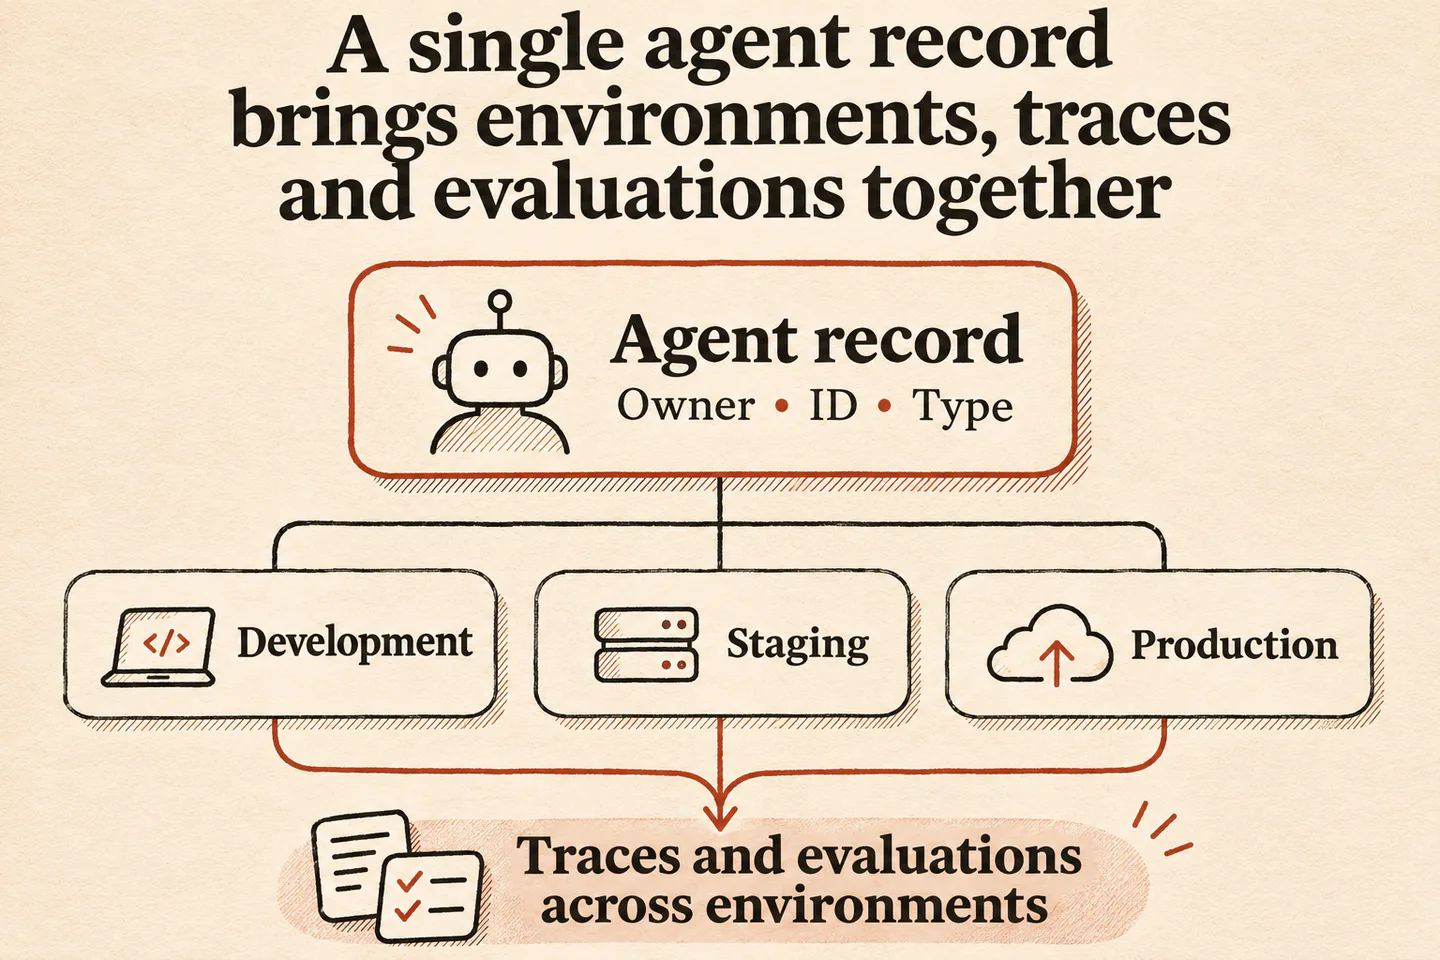 A single agent record
brings environments, traces
and evaluations together
Agent record
Owner • ID • Type
</>
Development
Staging
Production
Traces and evaluations
across environments